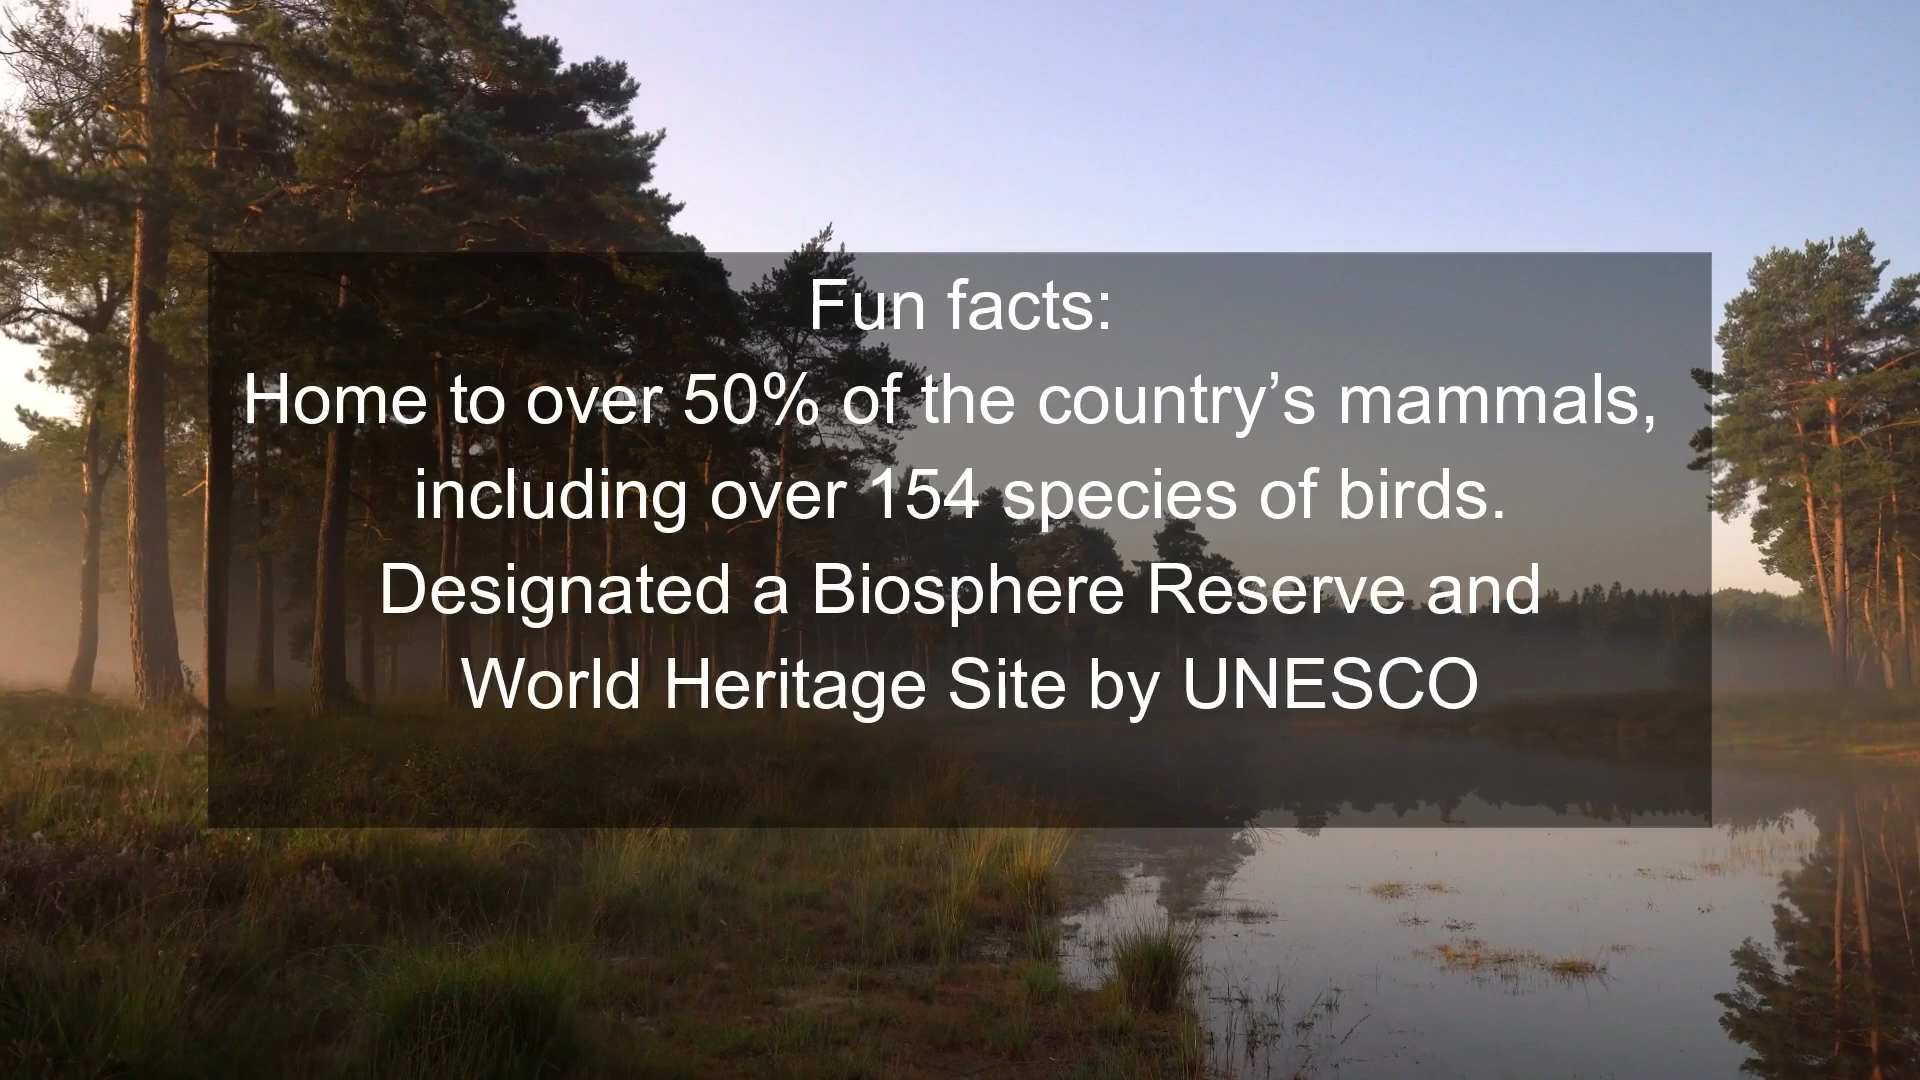 Fun facts:
Home to over 50% of the country’s mammals,
including over 154 species of birds.
Designated a Biosphere Reserve and
World Heritage Site by UNESCO